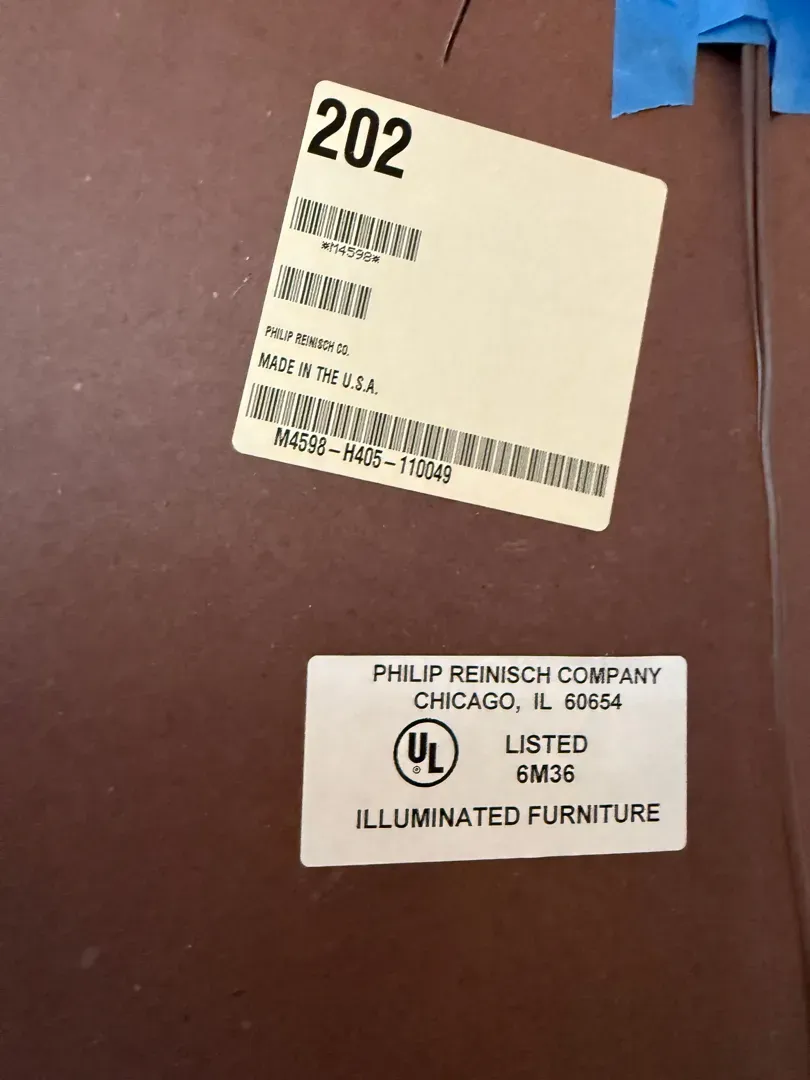 202
*M4598*
PHILIP REINISCH CO.
MADE IN THE U.S.A.
M4598-H405-110049
PHILIP REINISCH COMPANY
CHICAGO, IL 60654
UL ® LISTED
6M36
ILLUMINATED FURNITURE